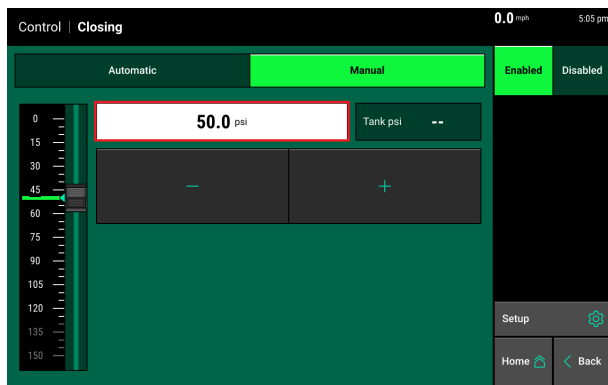 Control | Closing
0.0 mph
5:05 pm
Automatic
Manual
Enabled
Disabled
50.0 psi
Tank psi --
0
15
30
45
60
75
90
105
120
135
150
−
+
Setup
Home
< Back